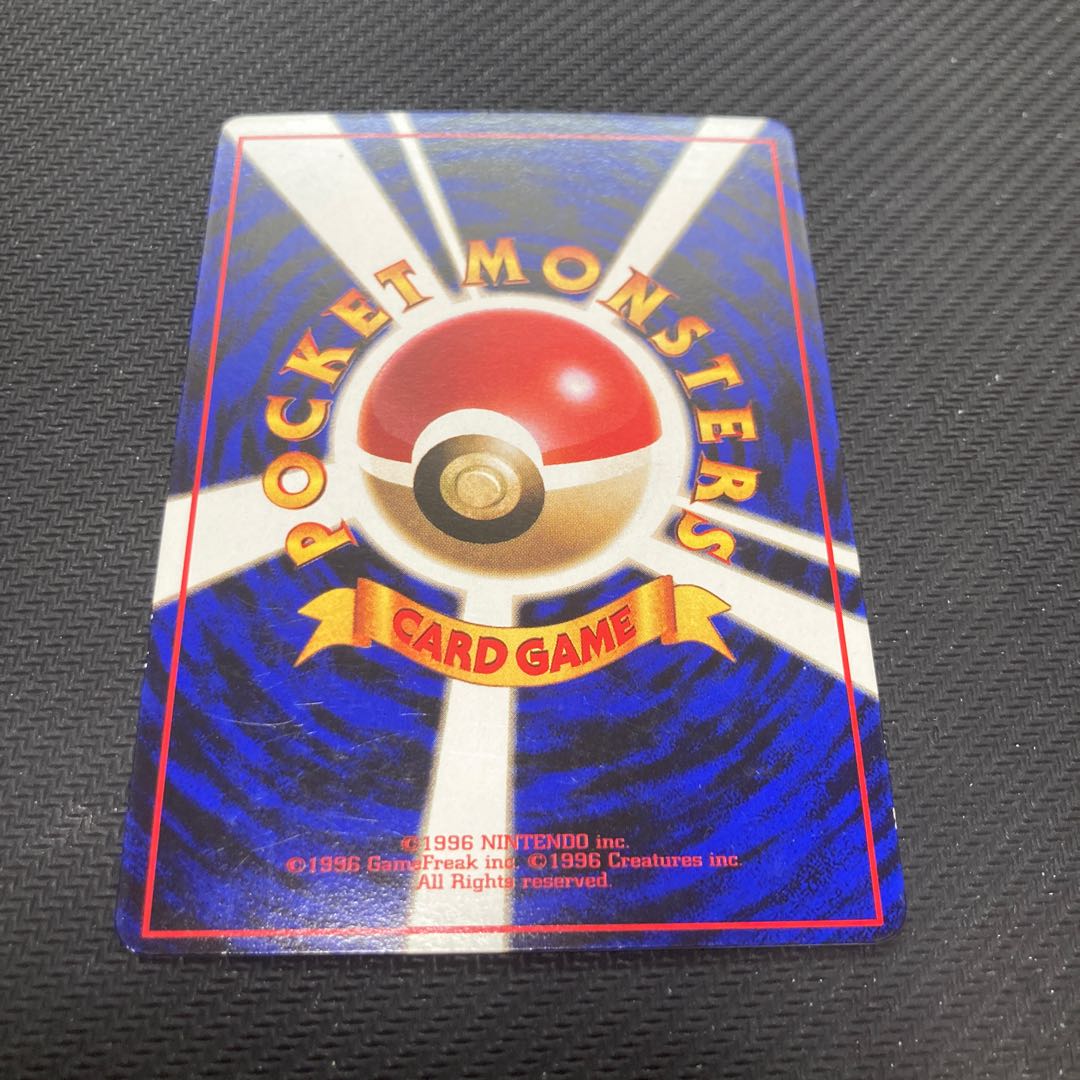 POCKET MONSTERS
CARD GAME
©1996 NINTENDO inc.
©1996 GameFreak inc. ©1996 Creatures inc.
All Rights reserved.